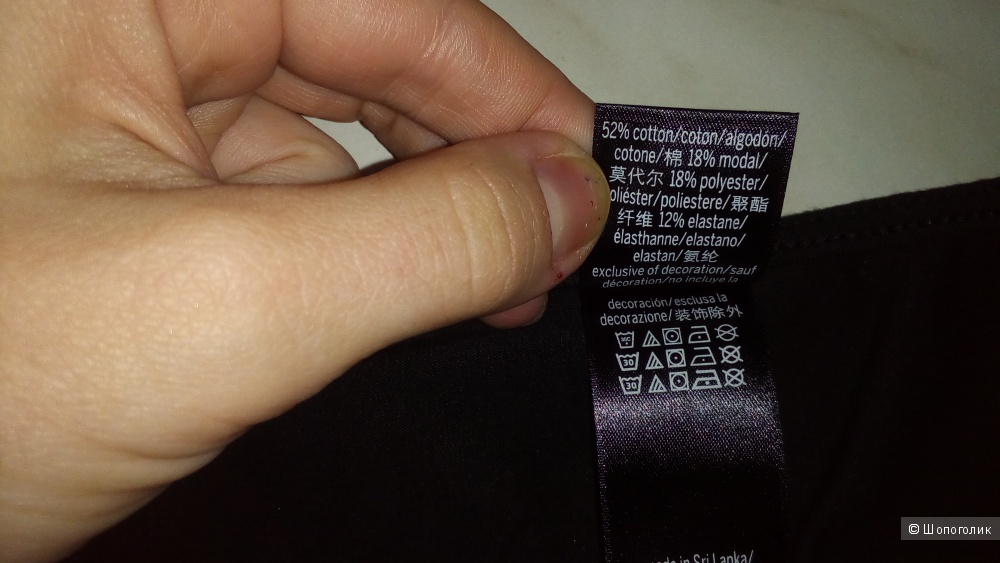 52% cotton/coton/algodón/
cotone/棉 18% modal/
莫代尔 18% polyester/
oliéster/poliestere/聚酯
纤维 12% elastane/
élasthanne/elastano/
elastan/氨纶
exclusive of decoration/sauf
décoration/no incluye la
decoración/esclusa la
decorazione/装饰除外
30
30
in Sri Lanka/
© Шопоголик